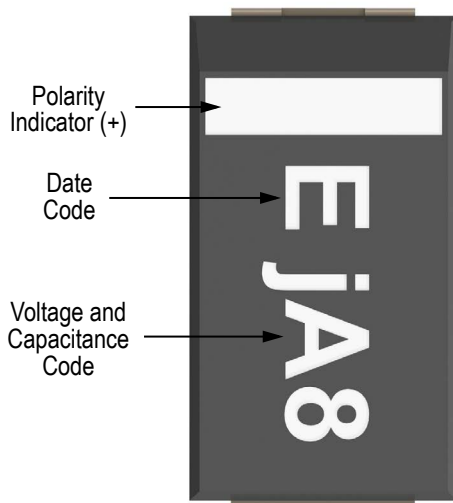 Polarity
Indicator (+)
Date
Code
Voltage and
Capacitance
Code
E jA8